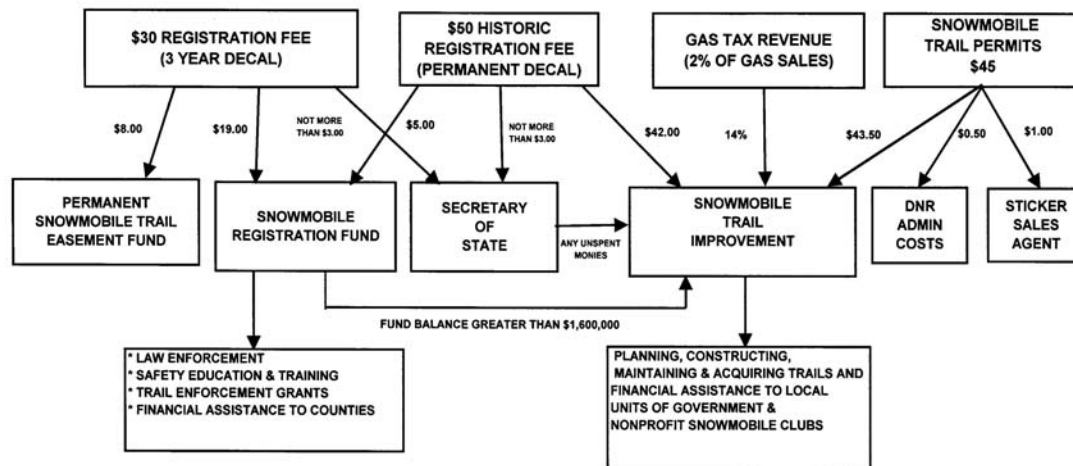 $30 REGISTRATION FEE
(3 YEAR DECAL)
$50 HISTORIC
REGISTRATION FEE
(PERMANENT DECAL)
GAS TAX REVENUE
(2% OF GAS SALES)
SNOWMOBILE
TRAIL PERMITS
$45
$8.00
$19.00
NOT MORE
THAN $3.00
$5.00
NOT MORE
THAN $3.00
$42.00
14%
$43.50
$0.50
$1.00
PERMANENT
SNOWMOBILE TRAIL
EASEMENT FUND
SNOWMOBILE
REGISTRATION FUND
SECRETARY
OF
STATE
ANY UNSPENT
MONIES
SNOWMOBILE
TRAIL
IMPROVEMENT
DNR
ADMIN
COSTS
STICKER
SALES
AGENT
FUND BALANCE GREATER THAN $1,600,000
* LAW ENFORCEMENT
* SAFETY EDUCATION & TRAINING
* TRAIL ENFORCEMENT GRANTS
* FINANCIAL ASSISTANCE TO COUNTIES
PLANNING, CONSTRUCTING,
MAINTAINING & ACQUIRING TRAILS AND
FINANCIAL ASSISTANCE TO LOCAL
UNITS OF GOVERNMENT &
NONPROFIT SNOWMOBILE CLUBS